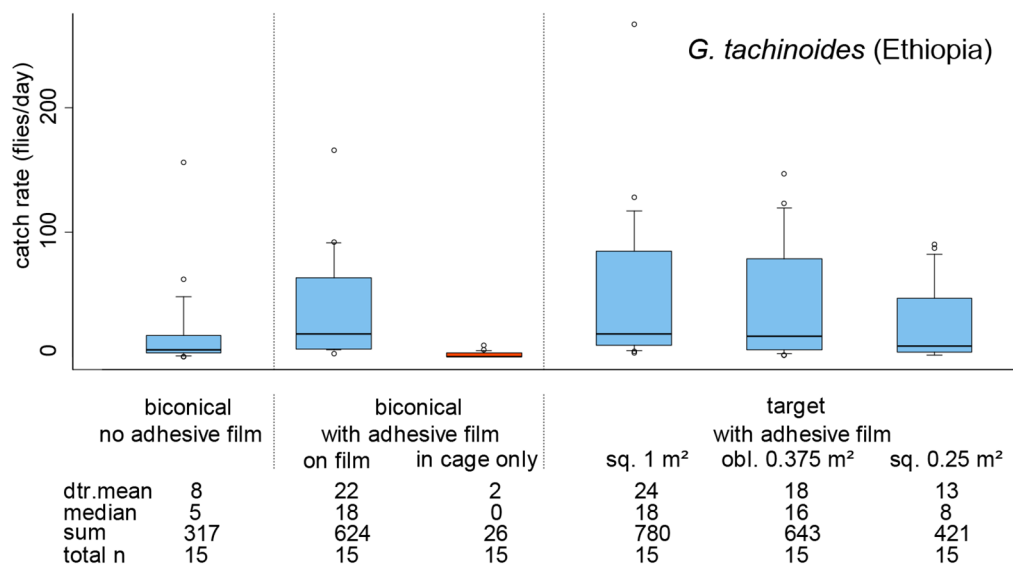 G. tachinoides (Ethiopia)
catch rate (flies/day)
200
100
0
biconical
no adhesive film
biconical
with adhesive film
on film in cage only
target
with adhesive film
sq. 1 m² obl. 0.375 m² sq. 0.25 m²
dtr.mean 8 22 2 24 18 13
median 5 18 0 18 16 8
sum 317 624 26 780 643 421
total n 15 15 15 15 15 15